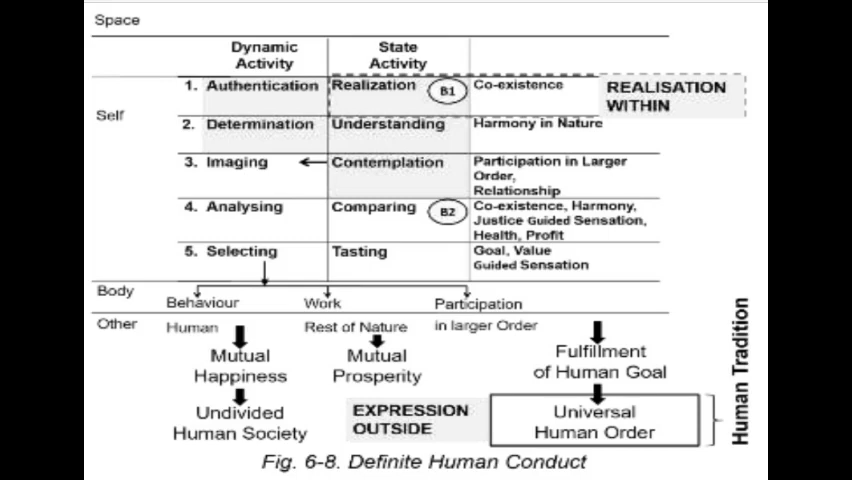 Space
Dynamic Activity State Activity
Self
1. Authentication Realization B1 Co-existence REALISATION WITHIN
2. Determination Understanding Harmony in Nature
3. Imaging Contemplation Participation in Larger
Order,
Relationship
4. Analysing Comparing B2 Co-existence, Harmony,
Justice Guided Sensation,
Health, Profit
5. Selecting Tasting Goal, Value
Guided Sensation
Body
Behaviour Work Participation
Other Human Rest of Nature in larger Order
Mutual
Happiness
Mutual
Prosperity
Fulfillment
of Human Goal
Undivided
Human Society
EXPRESSION
OUTSIDE
Universal
Human Order
Human Tradition
Fig. 6-8. Definite Human Conduct